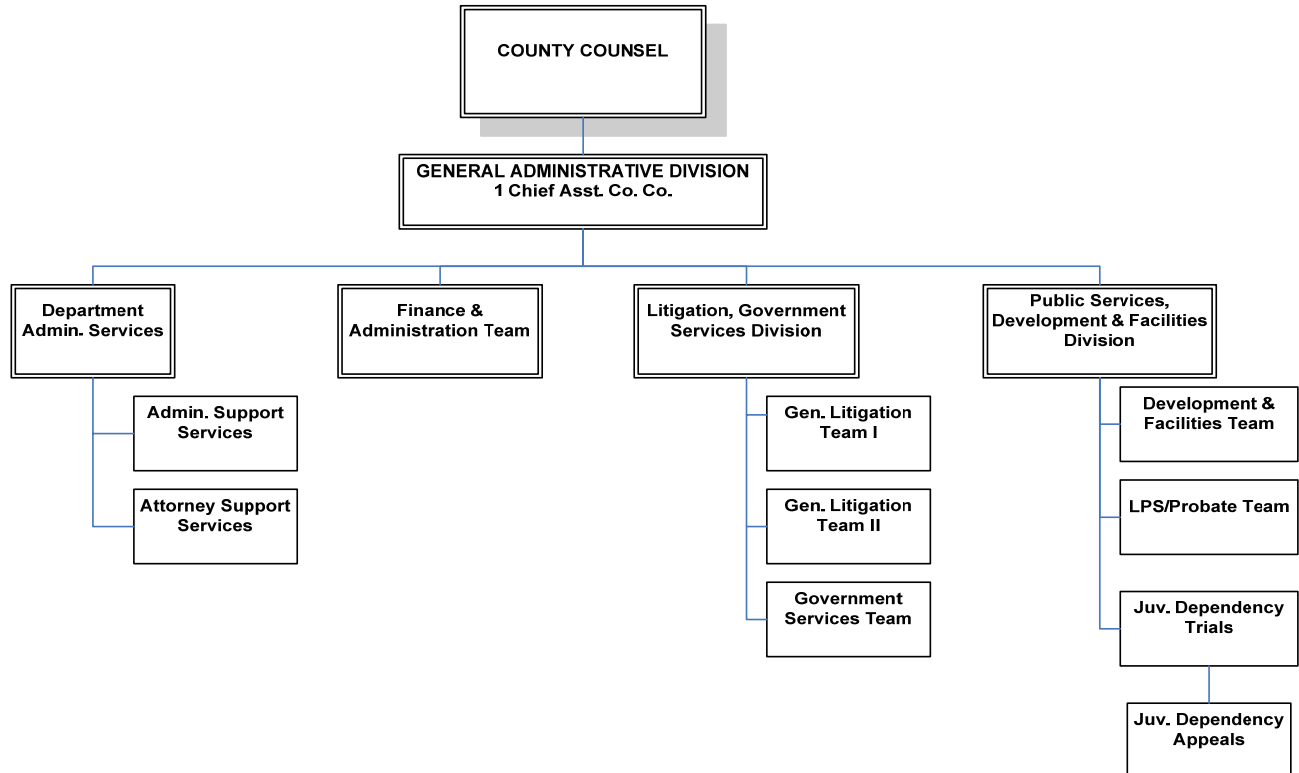 COUNTY COUNSEL
GENERAL ADMINISTRATIVE DIVISION
1 Chief Asst. Co. Co.
Department
Admin. Services
Finance &
Administration Team
Litigation, Government
Services Division
Public Services,
Development & Facilities
Division
Admin. Support
Services
Attorney Support
Services
Gen. Litigation
Team I
Gen. Litigation
Team II
Government
Services Team
Development &
Facilities Team
LPS/Probate Team
Juv. Dependency
Trials
Juv. Dependency
Appeals